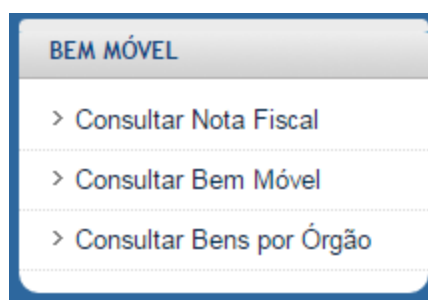 BEM MÓVEL
> Consultar Nota Fiscal
> Consultar Bem Móvel
> Consultar Bens por Órgão